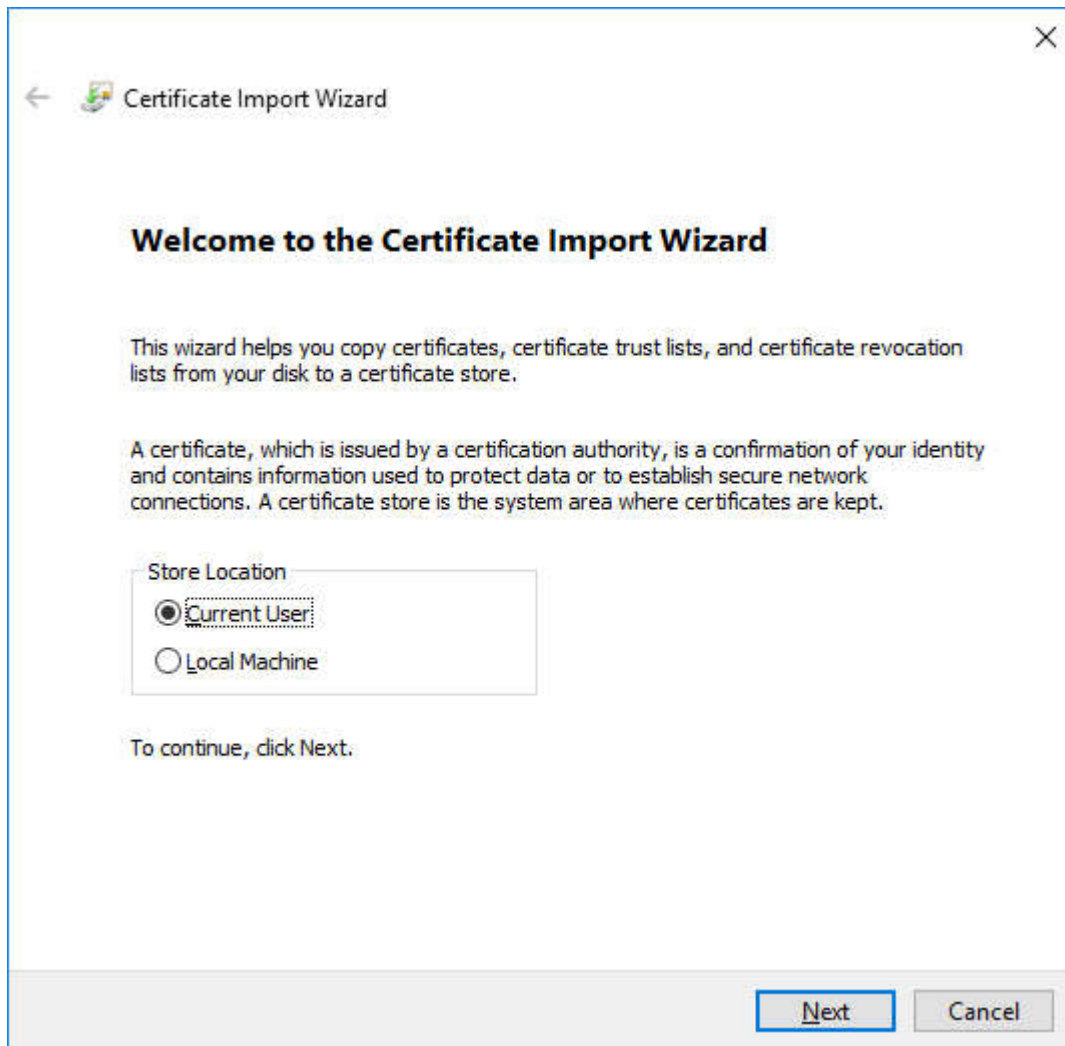 Certificate Import Wizard
Welcome to the Certificate Import Wizard
This wizard helps you copy certificates, certificate trust lists, and certificate revocation
lists from your disk to a certificate store.
A certificate, which is issued by a certification authority, is a confirmation of your identity
and contains information used to protect data or to establish secure network
connections. A certificate store is the system area where certificates are kept.
Store Location
Current User
Local Machine
To continue, click Next.
Next
Cancel